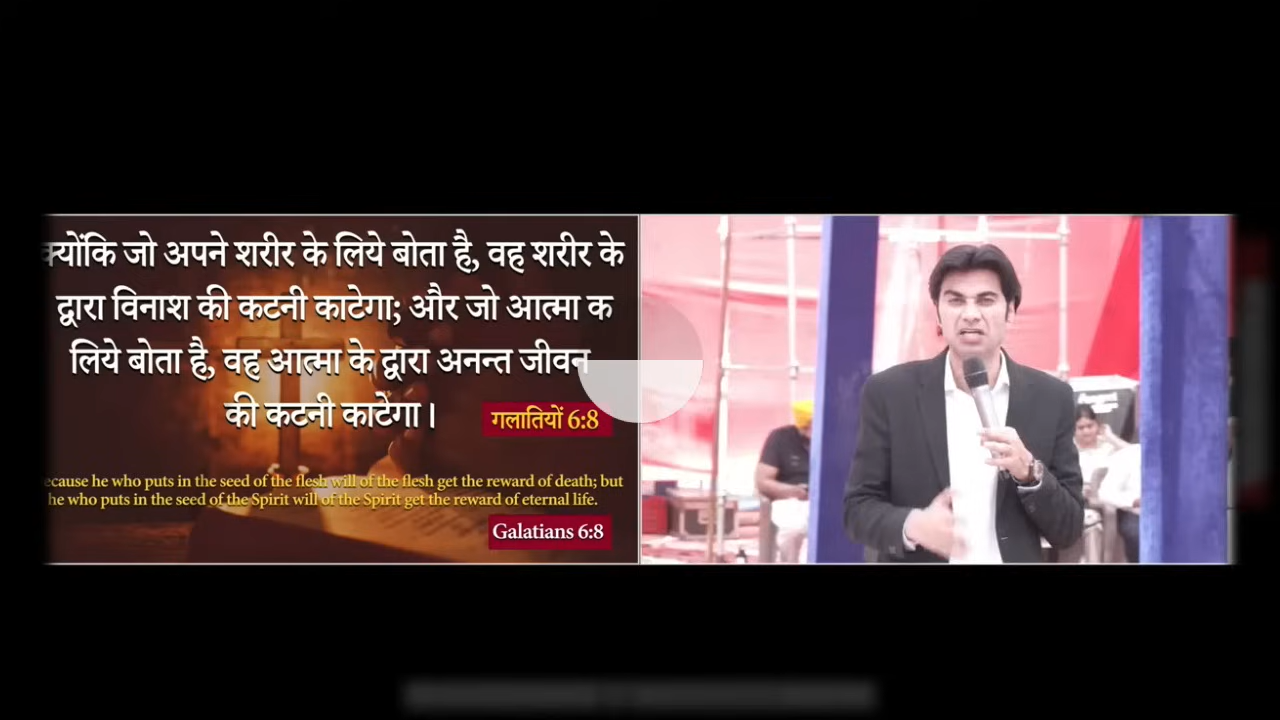 क्योंकि जो अपने शरीर के लिये बोता है, वह शरीर के
द्वारा विनाश की कटनी काटेगा; और जो आत्मा क
लिये बोता है, वह आत्मा के द्वारा अनन्त जीवन
की कटनी काटेगा।
गलातियों 6:8
ecause he who puts in the seed of the flesh will of the flesh get the reward of death; but
he who puts in the seed of the Spirit will of the Spirit get the reward of eternal life.
Galatians 6:8